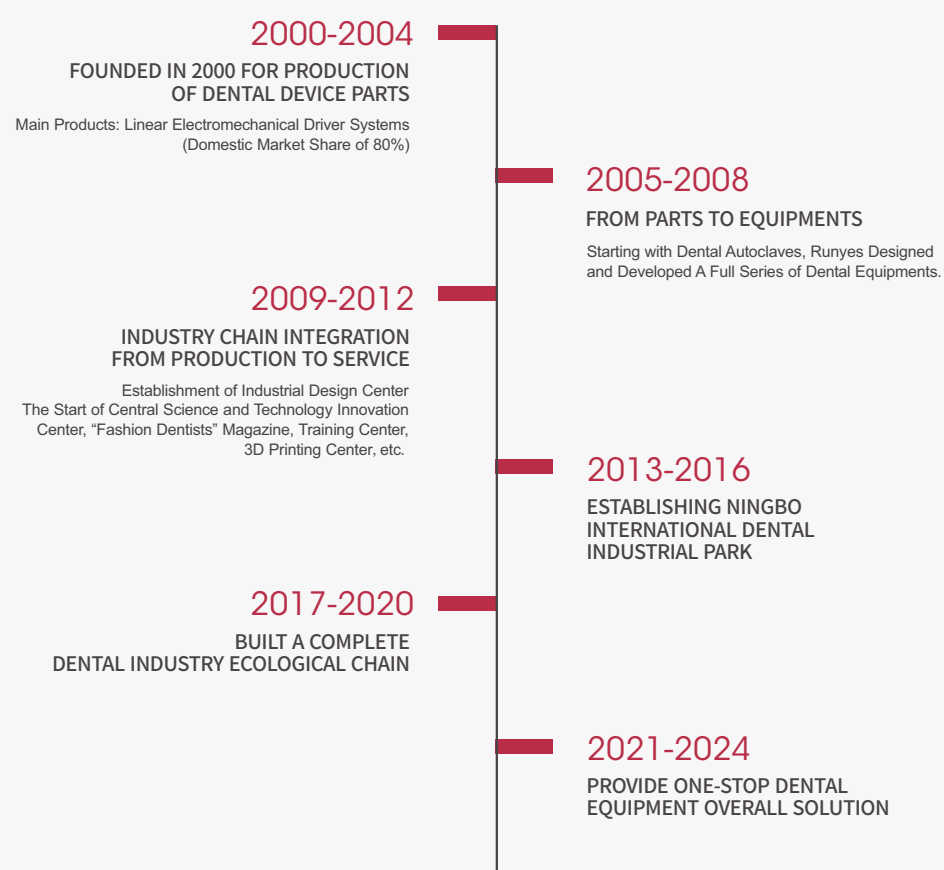 2000-2004
FOUNDED IN 2000 FOR PRODUCTION
OF DENTAL DEVICE PARTS
Main Products: Linear Electromechanical Driver Systems
(Domestic Market Share of 80%)
2005-2008
FROM PARTS TO EQUIPMENTS
Starting with Dental Autoclaves, Runyes Designed
and Developed A Full Series of Dental Equipments.
2009-2012
INDUSTRY CHAIN INTEGRATION
FROM PRODUCTION TO SERVICE
Establishment of Industrial Design Center
The Start of Central Science and Technology Innovation
Center, “Fashion Dentists” Magazine, Training Center,
3D Printing Center, etc.
2013-2016
ESTABLISHING NINGBO
INTERNATIONAL DENTAL
INDUSTRIAL PARK
2017-2020
BUILT A COMPLETE
DENTAL INDUSTRY ECOLOGICAL CHAIN
2021-2024
PROVIDE ONE-STOP DENTAL
EQUIPMENT OVERALL SOLUTION